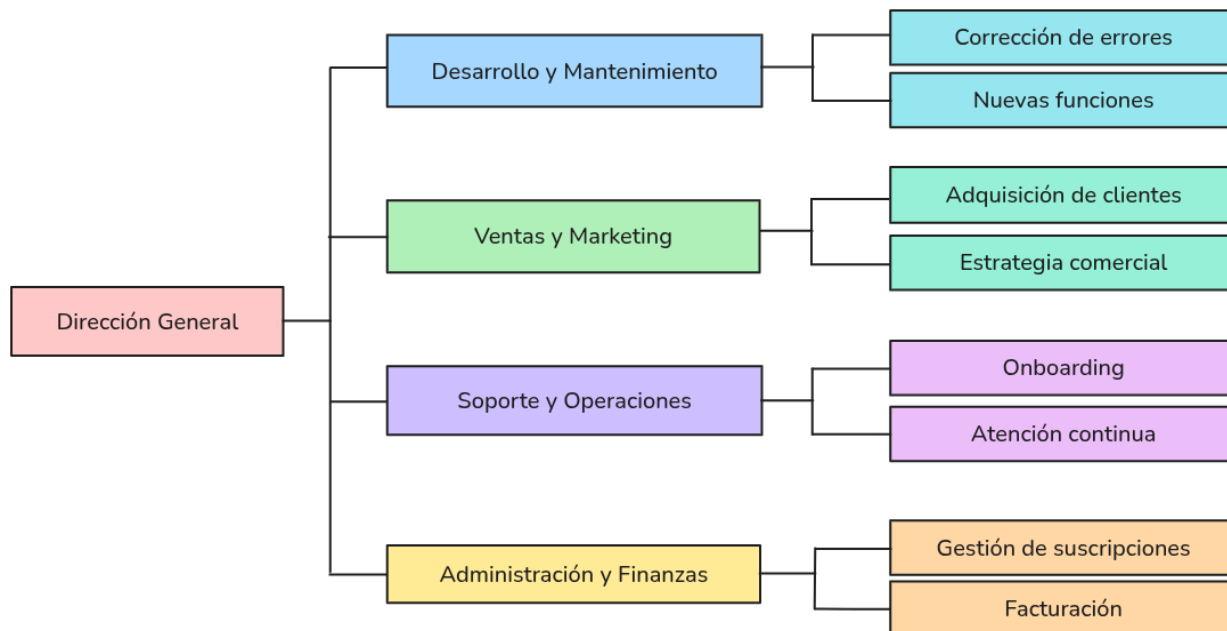 Dirección General
Desarrollo y Mantenimiento
Corrección de errores
Nuevas funciones
Ventas y Marketing
Adquisición de clientes
Estrategia comercial
Soporte y Operaciones
Onboarding
Atención continua
Administración y Finanzas
Gestión de suscripciones
Facturación